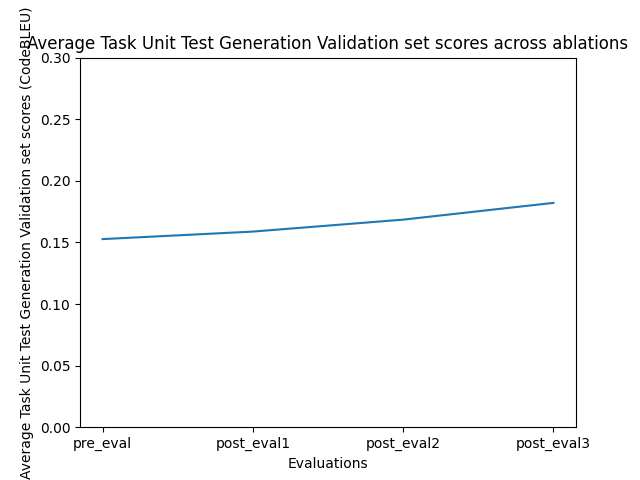 Average Task Unit Test Generation Validation set scores across ablations
Average Task Unit Test Generation Validation set scores (CodeBLEU)
0.30
0.25
0.20
0.15
0.10
0.05
0.00
pre_eval post_eval1 post_eval2 post_eval3
Evaluations